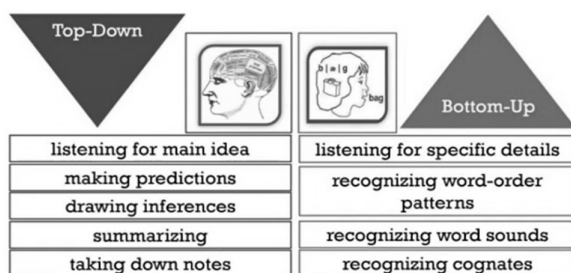 Top-Down
b | a | g
bag
Bottom-Up
listening for main idea
making predictions
drawing inferences
summarizing
taking down notes
listening for specific details
recognizing word-order
patterns
recognizing word sounds
recognizing cognates